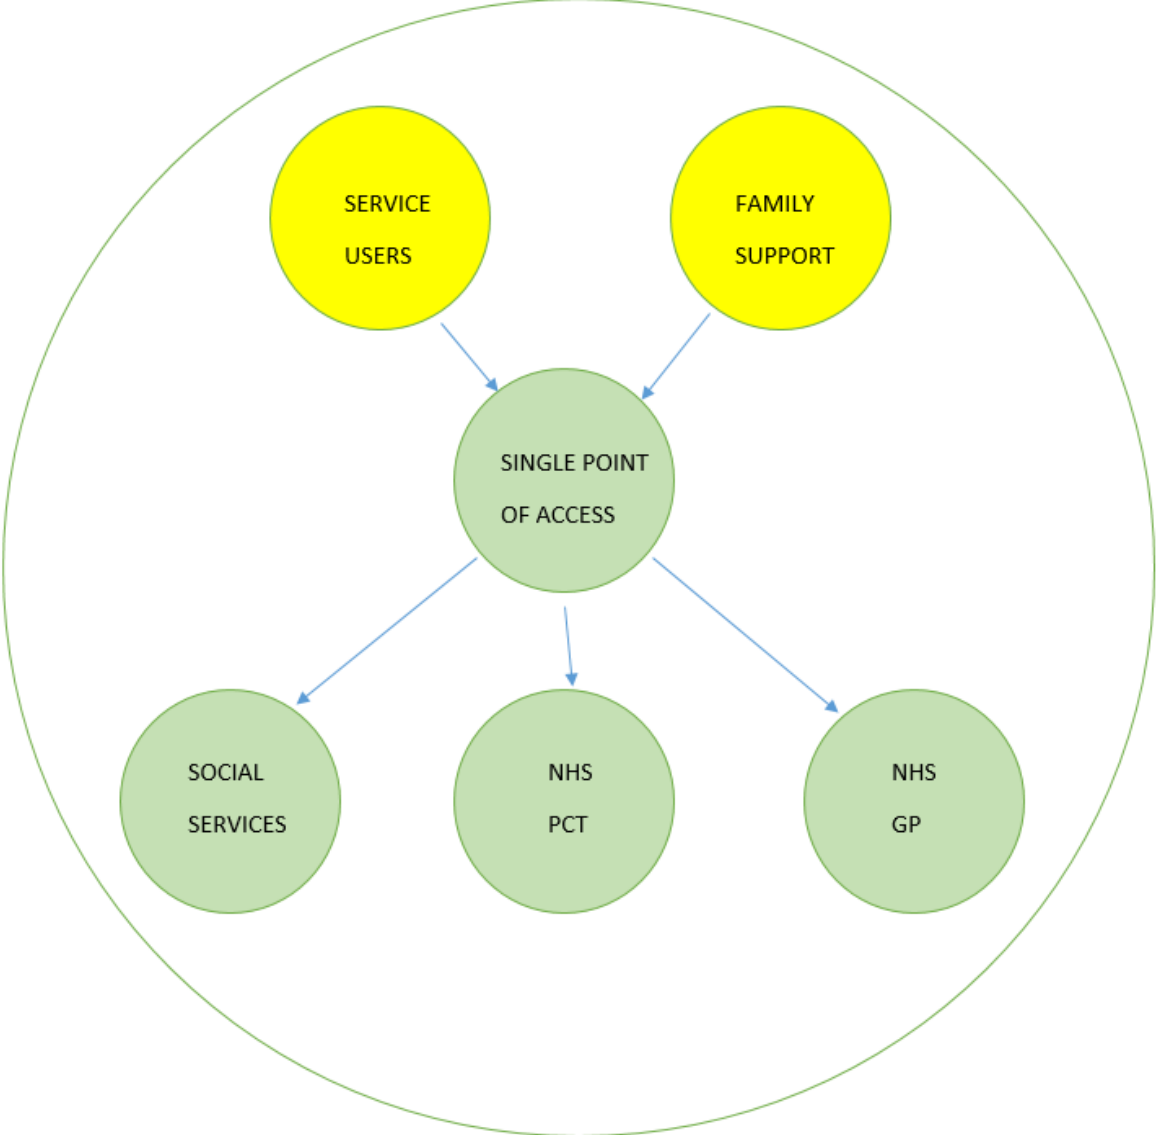 SERVICE
USERS
FAMILY
SUPPORT
SINGLE POINT
OF ACCESS
SOCIAL
SERVICES
NHS
PCT
NHS
GP